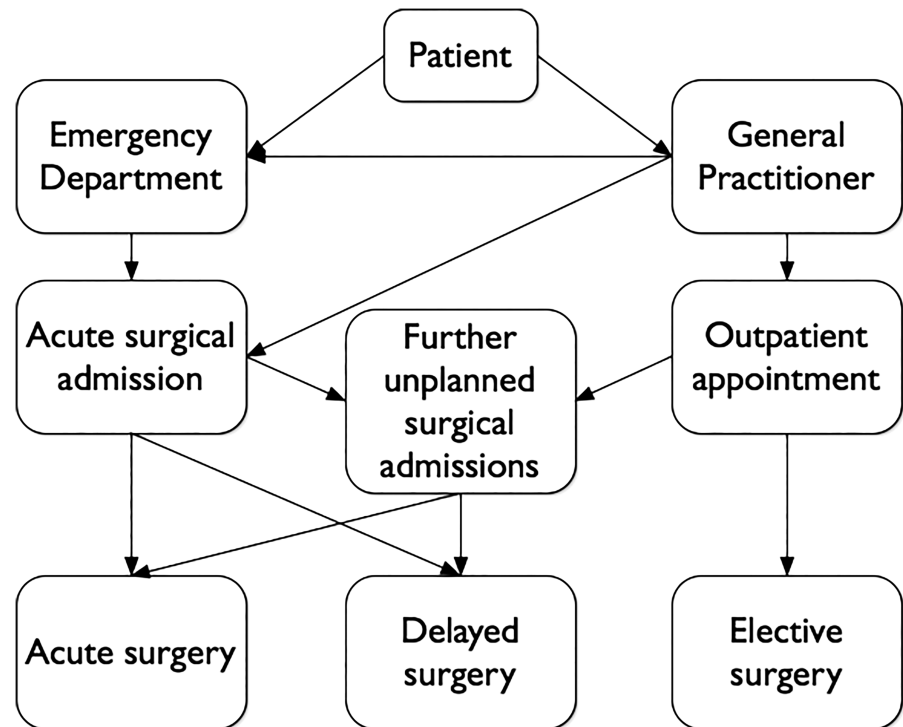 Patient
Emergency
Department
General
Practitioner
Acute surgical
admission
Further
unplanned
surgical
admissions
Outpatient
appointment
Acute surgery
Delayed
surgery
Elective
surgery